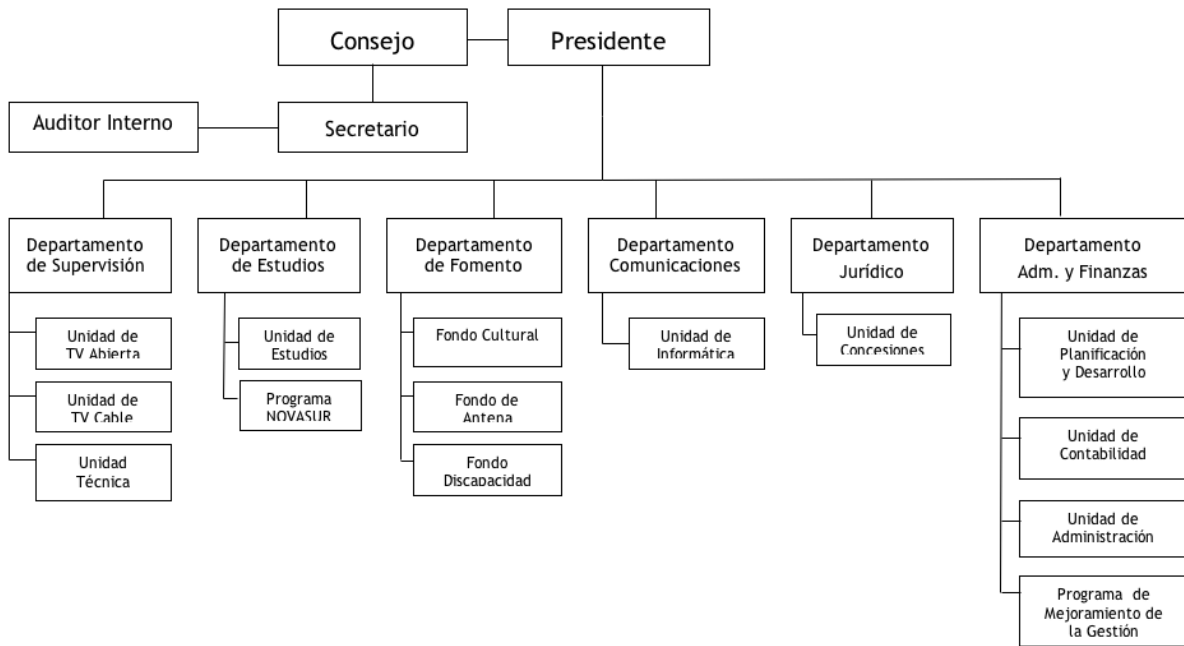 Consejo
Presidente
Auditor Interno
Secretario
Departamento
de Supervisión
Departamento
de Estudios
Departamento
de Fomento
Departamento
Comunicaciones
Departamento
Jurídico
Departamento
Adm. y Finanzas
Unidad de
TV Abierta
Unidad de
TV Cable
Unidad
Técnica
Unidad de
Estudios
Programa
NOVASUR
Fondo Cultural
Fondo de
Antena
Fondo
Discapacidad
Unidad de
Informática
Unidad de
Concesiones
Unidad de
Planificación
y Desarrollo
Unidad de
Contabilidad
Unidad de
Administración
Programa de
Mejoramiento de
la Gestión